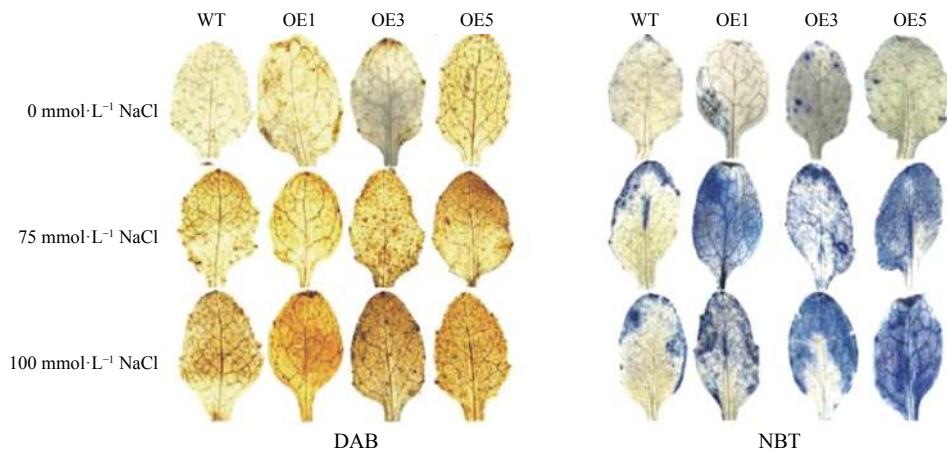 WT OE1 OE3 OE5 WT OE1 OE3 OE5
0 mmol·L⁻¹ NaCl
75 mmol·L⁻¹ NaCl
100 mmol·L⁻¹ NaCl
DAB NBT